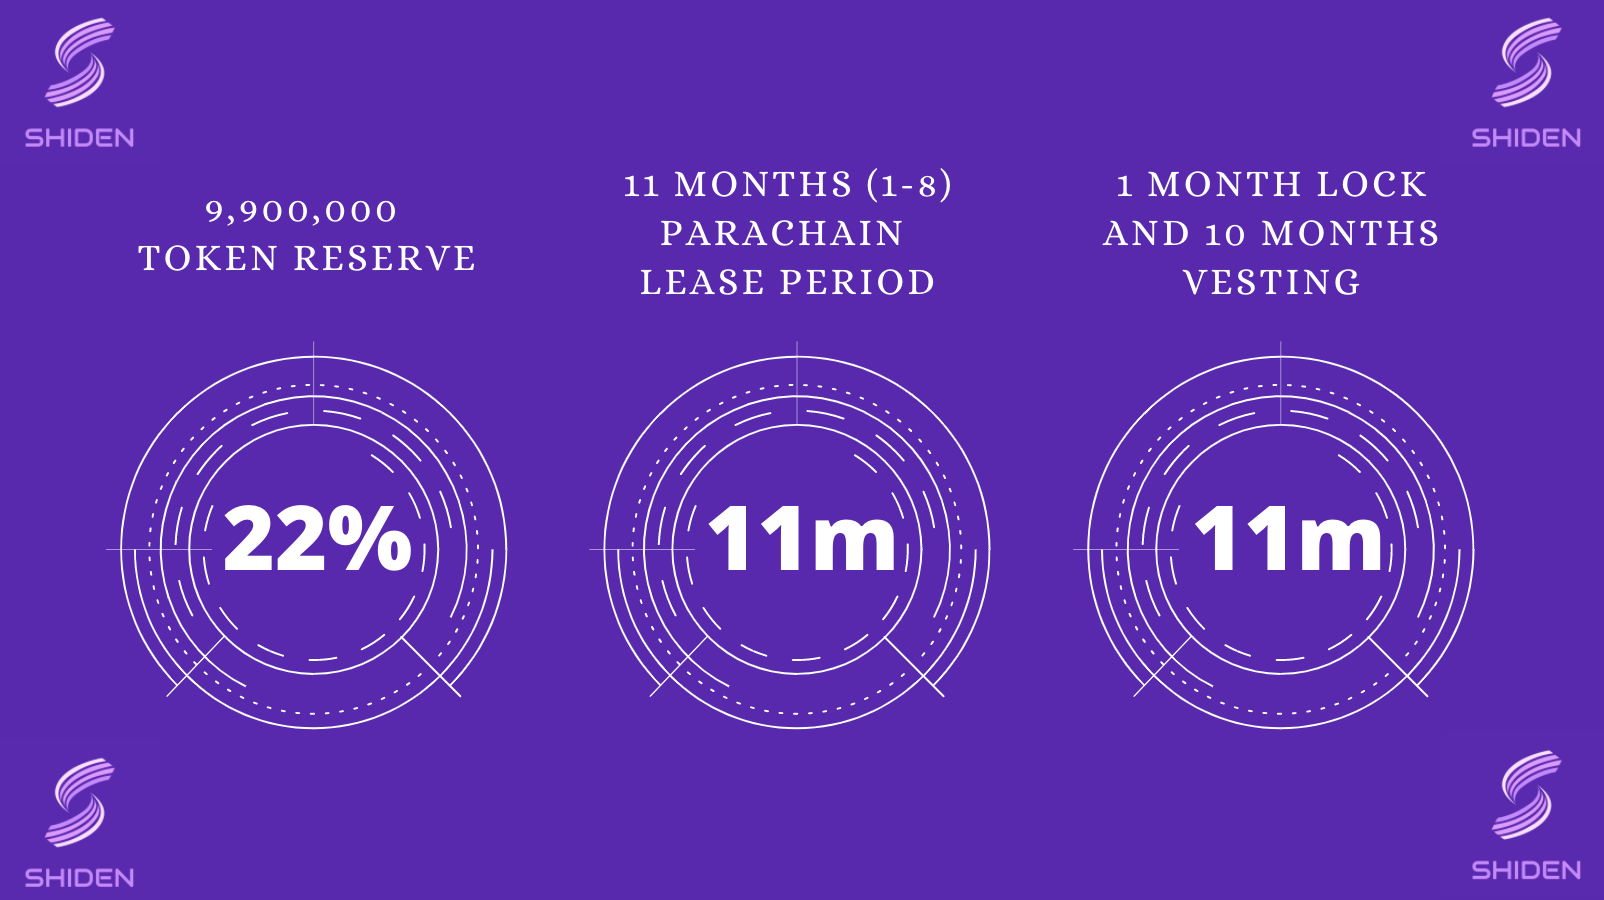 SHIDEN
SHIDEN
9,900,000
TOKEN RESERVE
11 MONTHS (1-8)
PARACHAIN
LEASE PERIOD
1 MONTH LOCK
AND 10 MONTHS
VESTING
22%
11m
11m
SHIDEN
SHIDEN